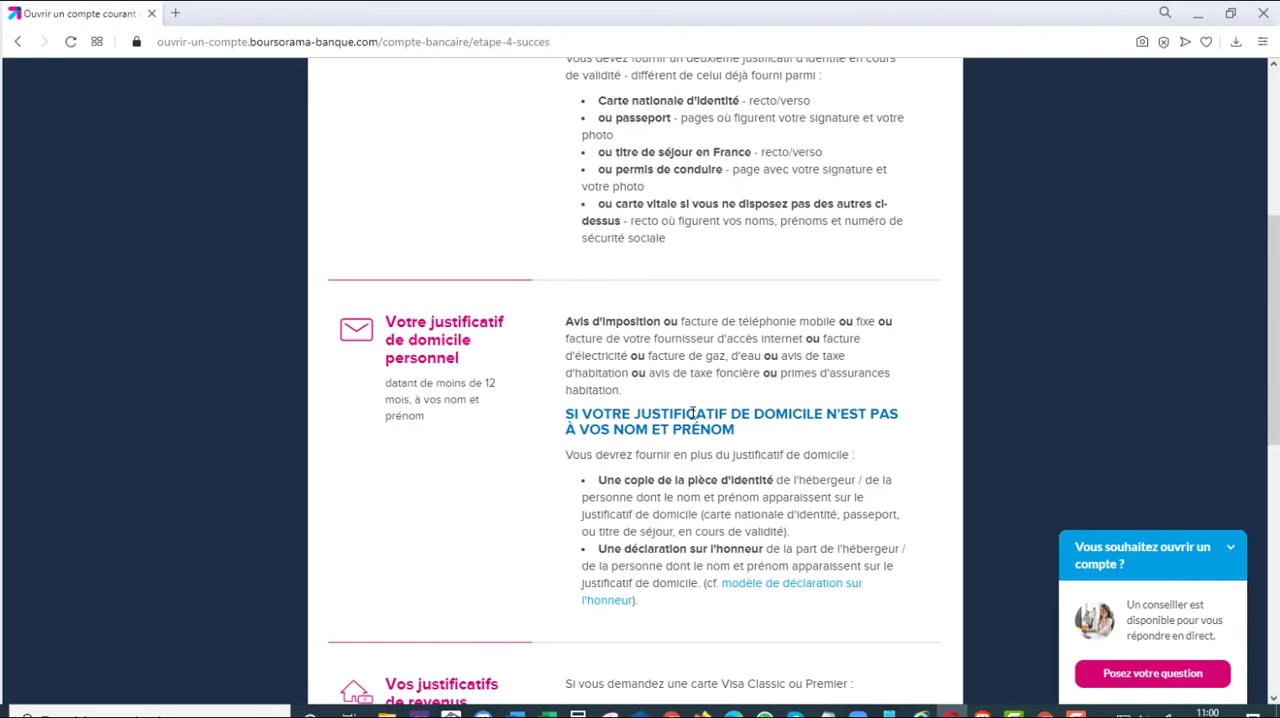 Ouvrir un compte courant
ouvrir-un-compte.boursorama-banque.com/compte-bancaire/etape-4-succes
Vous devez fournir un deuxième justificatif d'identité en cours
de validité - différent de celui déjà fourni parmi :
• Carte nationale d'identité - recto/verso
• ou passeport - pages où figurent votre signature et votre
photo
• ou titre de séjour en France - recto/verso
• ou permis de conduire - page avec votre signature et
votre photo
• ou carte vitale si vous ne disposez pas des autres ci-
dessus - recto où figurent vos noms, prénoms et numéro de
sécurité sociale
Votre justificatif
de domicile
personnel
datant de moins de 12
mois, à vos nom et
prénom
Avis d'imposition ou facture de téléphonie mobile ou fixe ou
facture de votre fournisseur d'accès internet ou facture
d'électricité ou facture de gaz, d'eau ou avis de taxe
d'habitation ou avis de taxe foncière ou primes d'assurances
habitation.
SI VOTRE JUSTIFICATIF DE DOMICILE N'EST PAS
À VOS NOM ET PRÉNOM
Vous devrez fournir en plus du justificatif de domicile :
• Une copie de la pièce d'identité de l'hébergeur / de la
personne dont le nom et prénom apparaissent sur le
justificatif de domicile (carte nationale d'identité, passeport,
ou titre de séjour, en cours de validité).
• Une déclaration sur l'honneur de la part de l'hébergeur /
de la personne dont le nom et prénom apparaissent sur le
justificatif de domicile. (cf. modèle de déclaration sur
l'honneur).
Vos justificatifs
de revenus
Si vous demandez une carte Visa Classic ou Premier :
Vous souhaitez ouvrir un
compte ?
Un conseiller est
disponible pour vous
répondre en direct.
Posez votre question
11:00